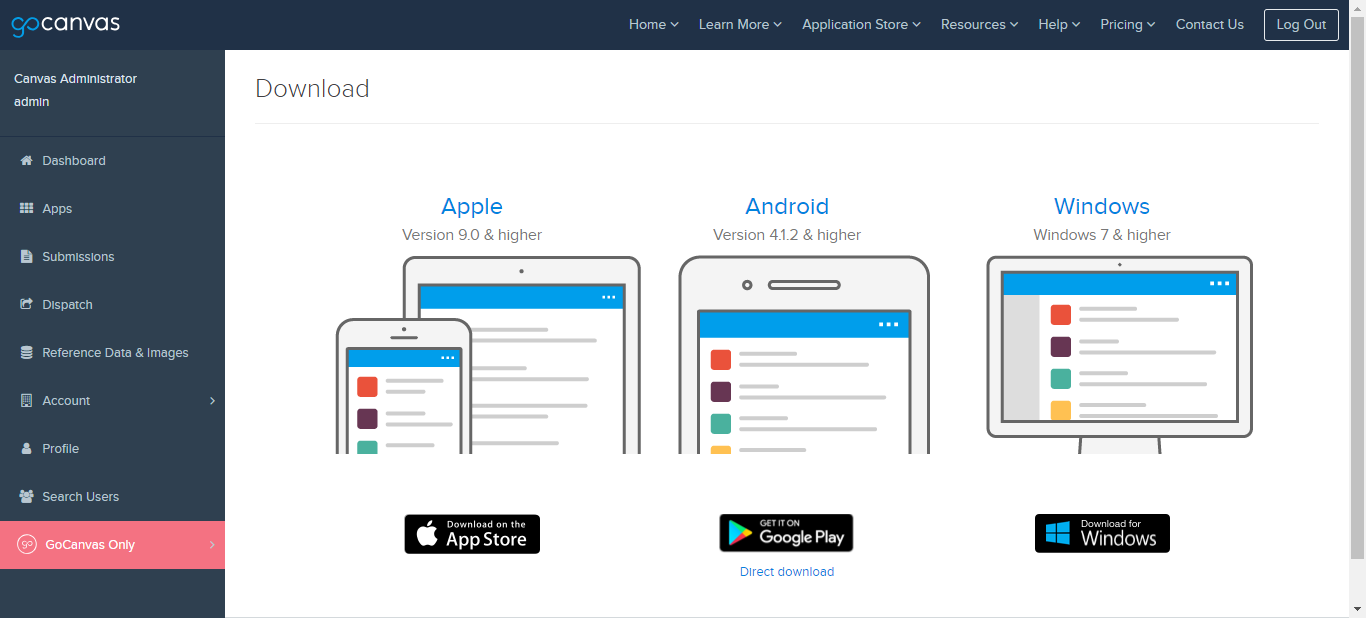 gocanvas
Home
Learn More
Application Store
Resources
Help
Pricing
Contact Us
Log Out
Canvas Administrator
admin
Dashboard
Apps
Submissions
Dispatch
Reference Data & Images
Account
Profile
Search Users
go
GoCanvas Only
Download
Apple
Version 9.0 & higher
Android
Version 4.1.2 & higher
Windows
Windows 7 & higher
Download on the
App Store
GET IT ON
Google Play
Direct download
Download for
Windows